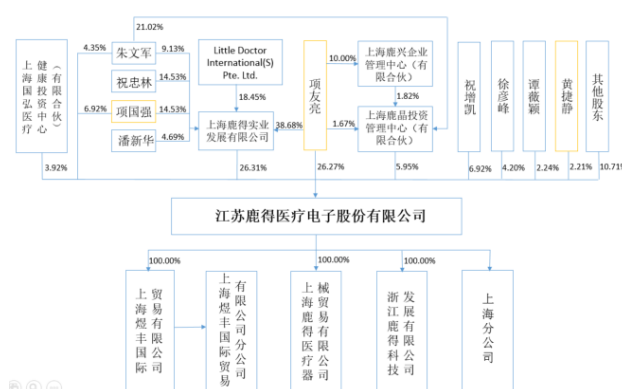 21.02%
上海国弘医疗
健康投资中心
（有限合伙）
4.35%
朱文军
9.13%
祝忠林
14.53%
6.92%
项国强
14.53%
潘新华
4.69%
Little Doctor
International(S)
Pte. Ltd.
18.45%
上海鹿得实业
发展有限公司
38.68%
项友亮
10.00%
上海鹿兴企业
管理中心（有
限合伙）
1.82%
1.67%
上海鹿晶投资
管理中心（有
限合伙）
祝增凯
徐彦峰
谭薇颖
黄捷静
其他股东
3.92%
26.31%
26.27%
5.95%
6.92%
4.20%
2.24%
2.21%
10.71%
江苏鹿得医疗电子股份有限公司
100.00%
100.00%
100.00%
100.00%
上海煜丰国际
贸易有限公司
上海煜丰国际贸易
有限公司分公司
上海鹿得医疗器
械贸易有限公司
浙江鹿得科技
发展有限公司
上海分公司